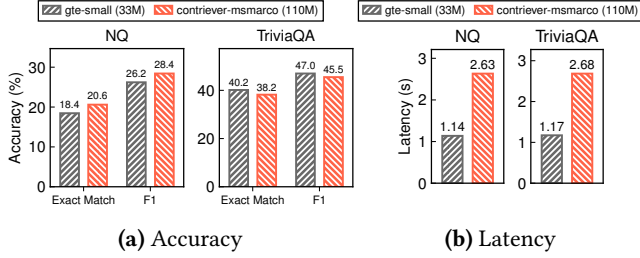 gte-small (33M) contriever-msmarco (110M)
NQ
Accuracy (%)
30
20
10
0
18.4
20.6
26.2
28.4
Exact Match F1
TriviaQA
40
20
0
40.2
38.2
47.0
45.5
Exact Match F1
(a) Accuracy
gte-small (33M) contriever-msmarco (110M)
NQ
Latency (s)
3
2
1
0
1.14
2.63
TriviaQA
3
2
1
0
1.17
2.68
(b) Latency